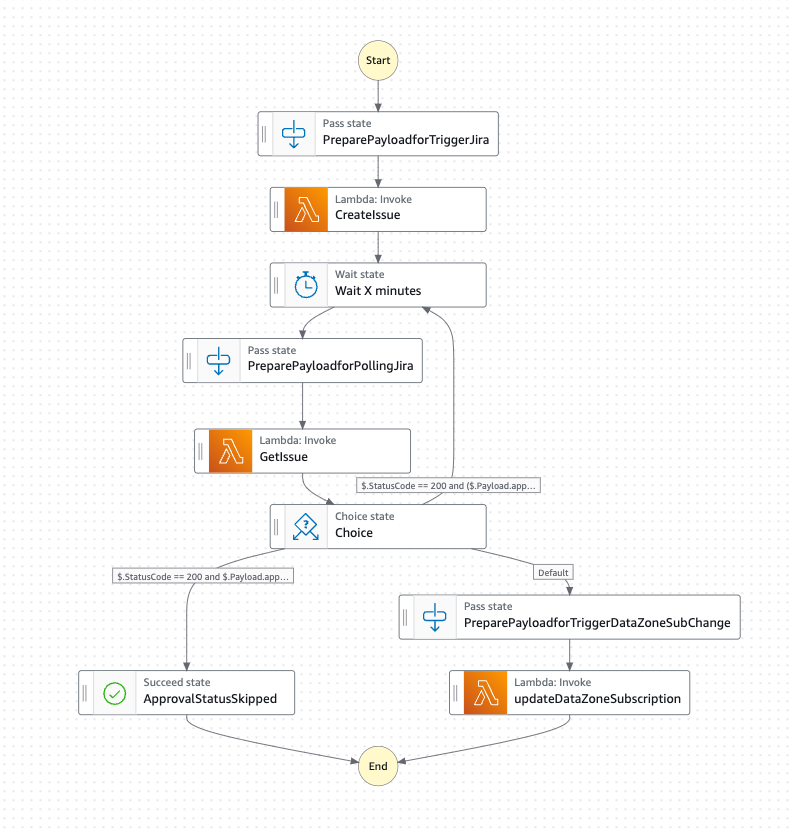 Start
Pass state
PreparePayloadforTriggerJira
Lambda: Invoke
CreateIssue
Wait state
Wait X minutes
Pass state
PreparePayloadforPollingJira
Lambda: Invoke
GetIssue
$.StatusCode == 200 and ($.Payload.app...
Choice state
Choice
$.StatusCode == 200 and $.Payload.app...
Default
Pass state
PreparePayloadforTriggerDataZoneSubChange
Succeed state
ApprovalStatusSkipped
Lambda: Invoke
updateDataZoneSubscription
End